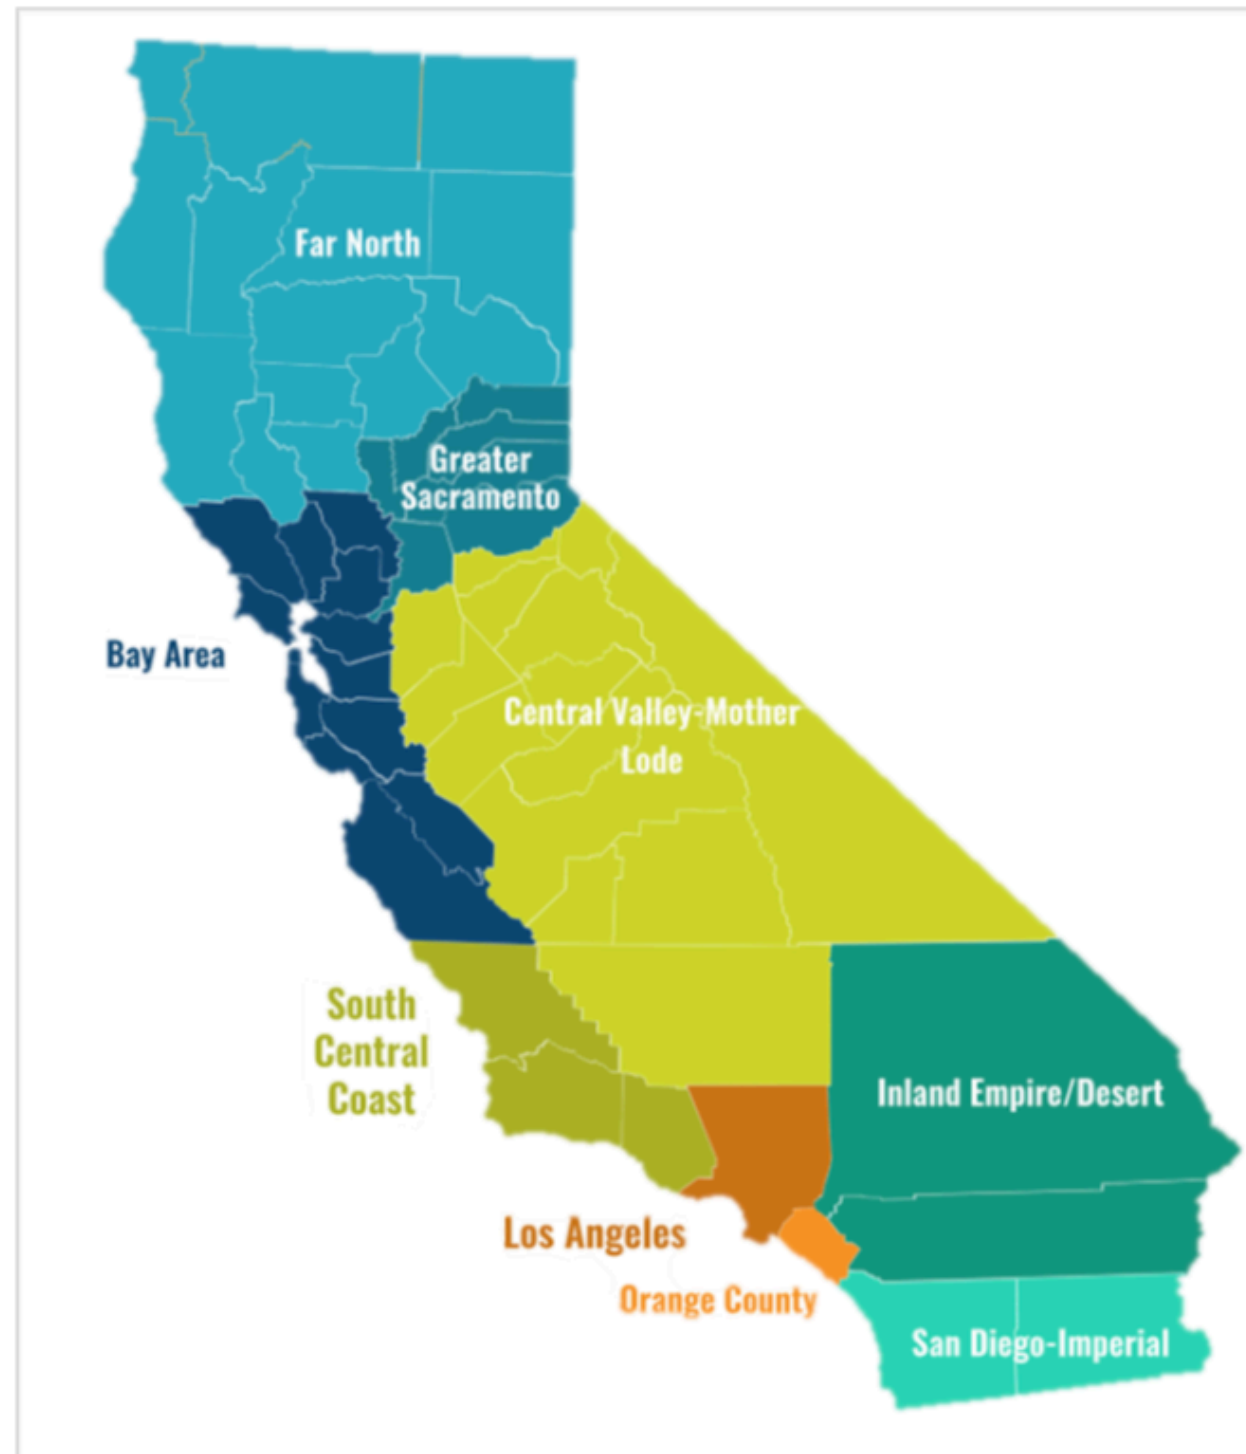 Far North
Greater
Sacramento
Bay Area
Central Valley-Mother
Lode
South
Central
Coast
Inland Empire/Desert
Los Angeles
Orange County
San Diego-Imperial